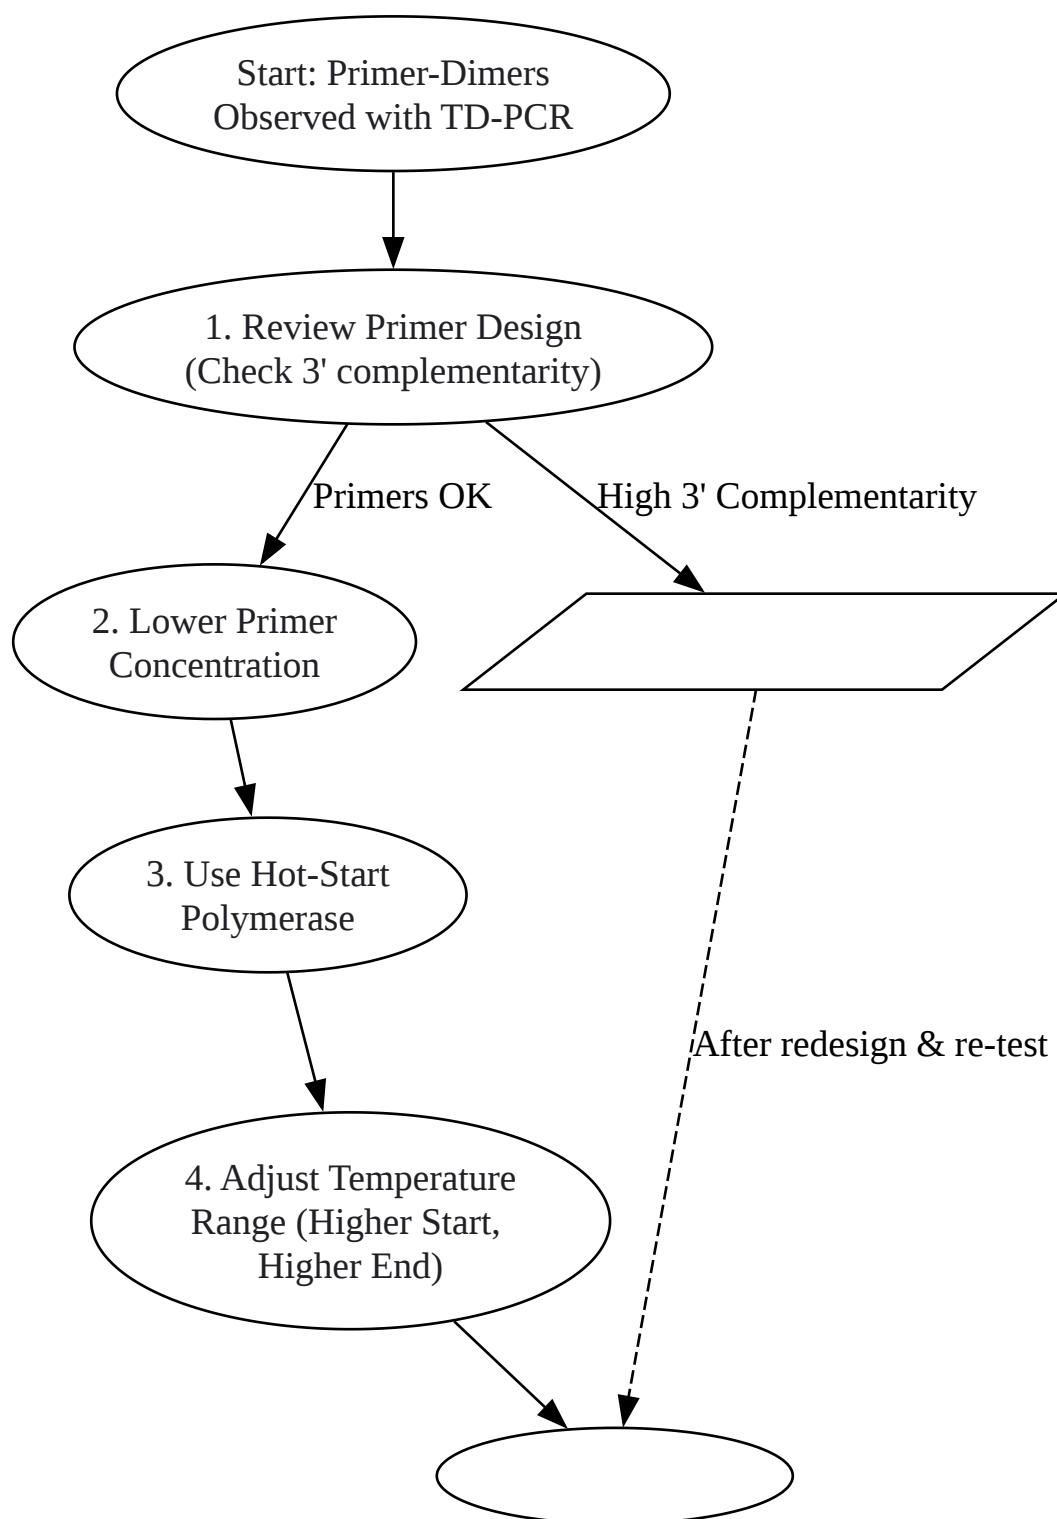 Start: Primer-Dimers
Observed with TD-PCR
1. Review Primer Design
(Check 3' complementarity)
Primers OK
High 3' Complementarity
2. Lower Primer
Concentration
3. Use Hot-Start
Polymerase
After redesign & re-test
4. Adjust Temperature
Range (Higher Start,
Higher End)